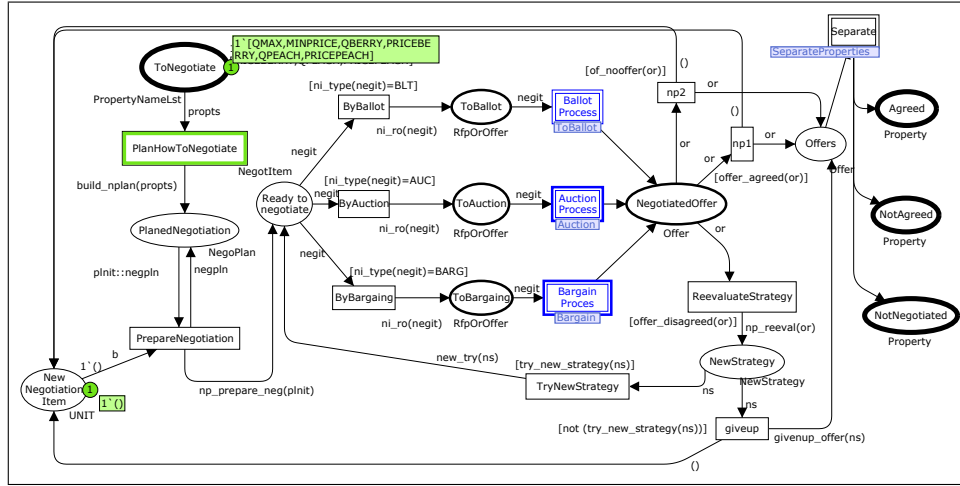 1`[QMAX,MINPRICE,QBERRY,PRICEBE
RRY,QPEACH,PRICEPEACH]
ToNegotiate
1
PropertyNameLst
propts
PlanHowToNegotiate
build_nplan(propts)
PlanedNegotiation
NegoPlan
pInit::negpln
negpln
PrepareNegotiation
np_prepare_neg(pInit)
b
1`()
New
Negotiation
Item
1
1`()
UNIT
NegotItem
Ready to
negotiate
negit
negit
negit
[ni_type(negit)=BLT]
ByBallot
ni_ro(negit)
ToBallot
RfpOrOffer
negit
Ballot
Process
ToBallot
[ni_type(negit)=AUC]
ByAuction
ni_ro(negit)
ToAuction
RfpOrOffer
negit
Auction
Process
Auction
[ni_type(negit)=BARG]
ByBargaing
ni_ro(negit)
ToBargaing
RfpOrOffer
negit
Bargain
Proces
Bargain
NegotiatedOffer
Offer
[of_nooffer(or)]
()
np2
or
or
()
np1
or
or
[offer_agreed(or)]
Offers
Offer
or
ReevaluateStrategy
[offer_disagreed(or)]
np_reeval(or)
NewStrategy
NewStrategy
[try_new_strategy(ns)]
new_try(ns)
TryNewStrategy
ns
ns
[not (try_new_strategy(ns))]
giveup
givenup_offer(ns)
()
Separate
SeparateProperties
Agreed
Property
NotAgreed
Property
NotNegotiated
Property